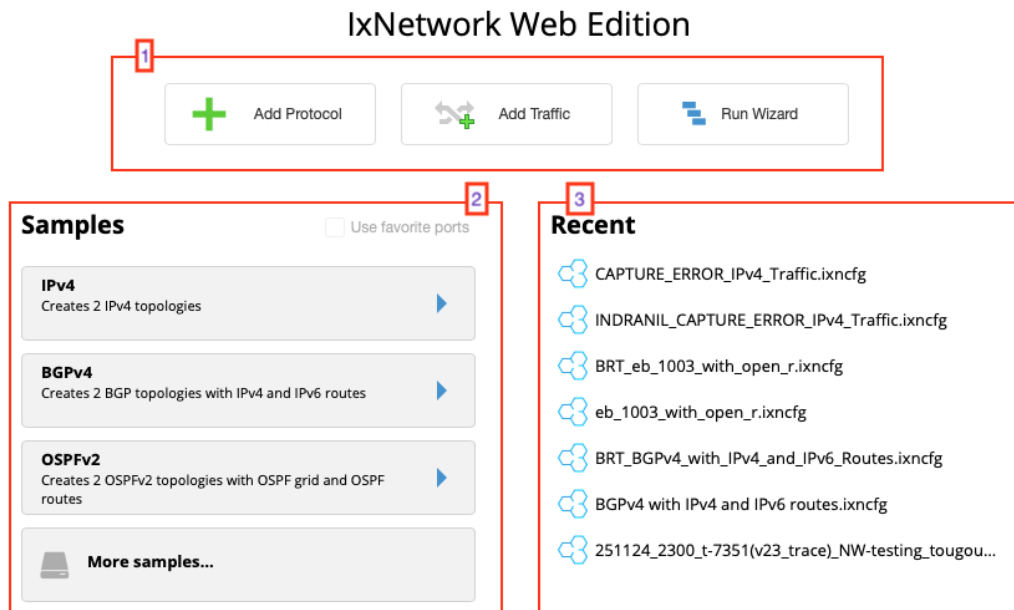 IxNetwork Web Edition
1
Add Protocol
Add Traffic
Run Wizard
2
Samples
Use favorite ports
IPv4
Creates 2 IPv4 topologies
BGPv4
Creates 2 BGP topologies with IPv4 and IPv6 routes
OSPFv2
Creates 2 OSPFv2 topologies with OSPF grid and OSPF
routes
More samples...
3
Recent
CAPTURE_ERROR_IPv4_Traffic.ixncfg
INDRANIL_CAPTURE_ERROR_IPv4_Traffic.ixncfg
BRT_eb_1003_with_open_r.ixncfg
eb_1003_with_open_r.ixncfg
BRT_BGPv4_with_IPv4_and_IPv6_Routes.ixncfg
BGPv4 with IPv4 and IPv6 routes.ixncfg
251124_2300_t-7351(v23_trace)_NW-testing_tougou...